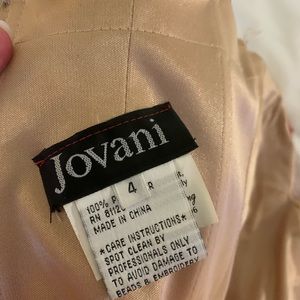 Jovani
4
100% P R
RN 8112
MADE IN CHINA
*CARE INSTRUCTIONS*
SPOT CLEAN BY
PROFESSIONALS ONLY
TO AVOID DAMAGE TO
BEADS & EMBROIDERY